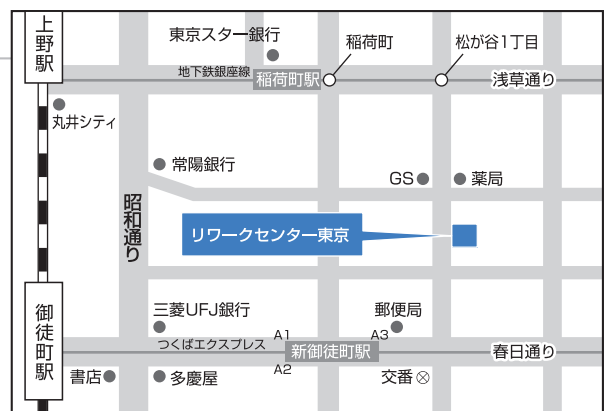 上野駅
東京スター銀行
稲荷町
松が谷1丁目
地下鉄銀座線
稲荷町駅
浅草通り
丸井シティ
常陽銀行
GS
薬局
昭和通り
リワークセンター東京
御徒町駅
三菱UFJ銀行
郵便局
つくばエクスプレス
A1
新御徒町駅
A3
春日通り
A2
書店
多慶屋
交番